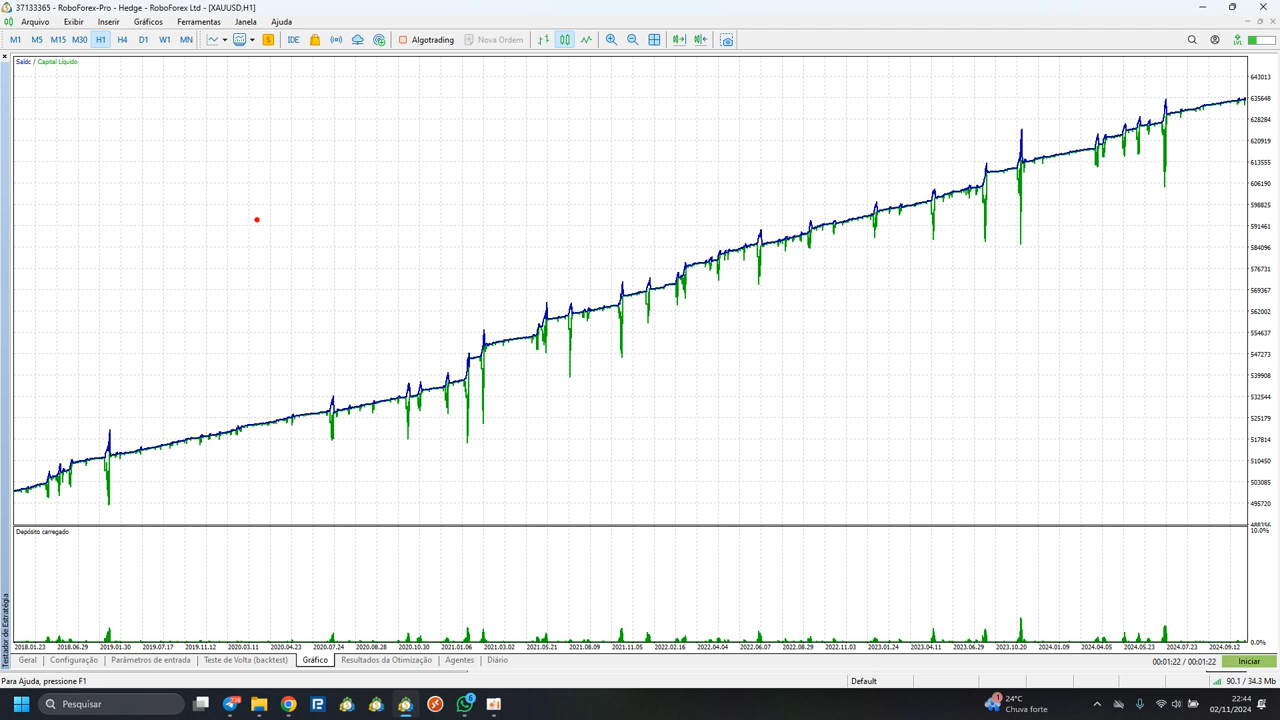 37133365 - RoboForex-Pro - Hedge - RoboForex Ltd - [XAUUSD,H1]
Arquivo Exibir Inserir Gráficos Ferramentas Janela Ajuda
M1 M5 M15 M30 H1 H4 D1 W1 MN IDE Algotrading Nova Ordem LVL
Saldo / Capital Líquido
643013
635648
628284
620919
613555
606190
598825
591461
584096
576731
569367
562002
554637
547273
539908
532544
525179
517814
510450
503085
495720
488356
Depósito carregado
10.0%
0.0%
2018.01.23 2018.06.29 2019.01.30 2019.07.17 2019.11.12 2020.03.11 2020.04.23 2020.07.24 2020.08.28 2020.10.30 2021.01.06 2021.03.02 2021.05.21 2021.08.09 2021.11.05 2022.02.16 2022.04.04 2022.06.07 2022.08.08 2022.11.03 2023.01.24 2023.04.11 2023.06.29 2023.10.20 2024.01.09 2024.04.05 2024.05.23 2024.07.23 2024.09.12
Testador de Estratégia
Geral Configuração Parâmetros de entrada Teste de Volta (backtest) Gráfico Resultados da Otimização Agentes Diário
00:01:22 / 00:01:22 Iniciar
Para Ajuda, pressione F1 Default 90.1 / 34.3 Mb
Pesquisar
6
1
24°C
Chuva forte
22:44
02/11/2024